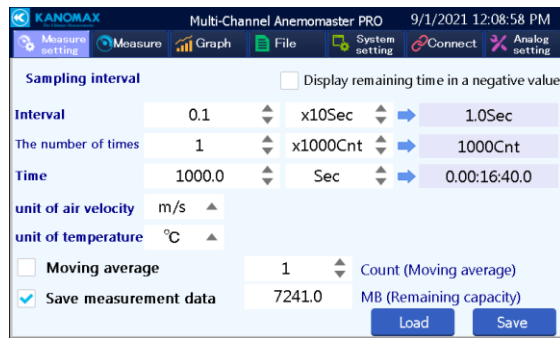 KANOMAX Multi-Channel Anemomaster PRO 9/1/2021 12:08:58 PM
Measure setting Measure Graph File System setting Connect Analog setting
Sampling interval Display remaining time in a negative value
Interval 0.1 x10Sec 1.0Sec
The number of times 1 x1000Cnt 1000Cnt
Time 1000.0 Sec 0.00:16:40.0
unit of air velocity m/s
unit of temperature ℃
Moving average 1 Count (Moving average)
Save measurement data 7241.0 MB (Remaining capacity)
Load Save